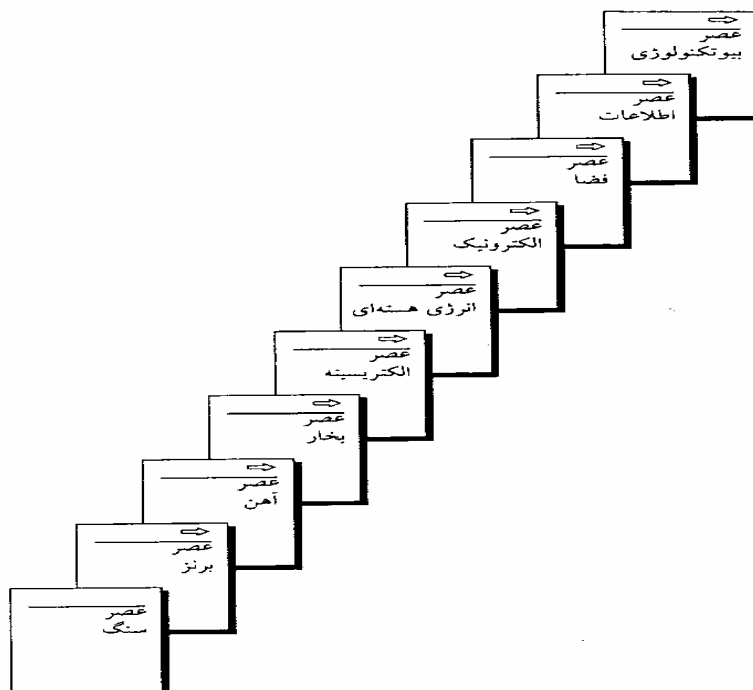 عصر
بیوتکنولوژی
عصر
اطلاعات
عصر
فضا
عصر
الکترونیک
عصر
انرژی هسته‌ای
عصر
الکتریسیته
عصر
بخار
عصر
آهن
عصر
برنز
عصر
سنگ